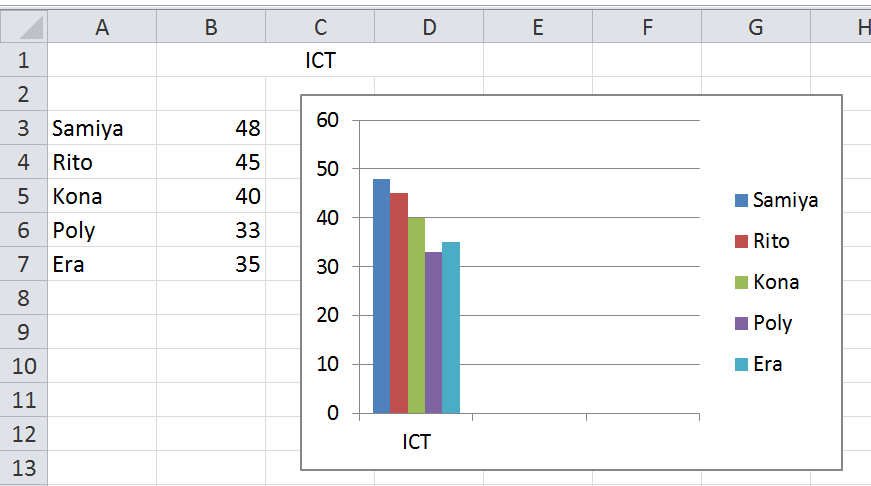 A B C D E F G H
1 ICT
2
3 Samiya 48
4 Rito 45
5 Kona 40
6 Poly 33
7 Era 35
8
9
10
11
12
13
60
50
40
30
20
10
0
ICT
Samiya
Rito
Kona
Poly
Era